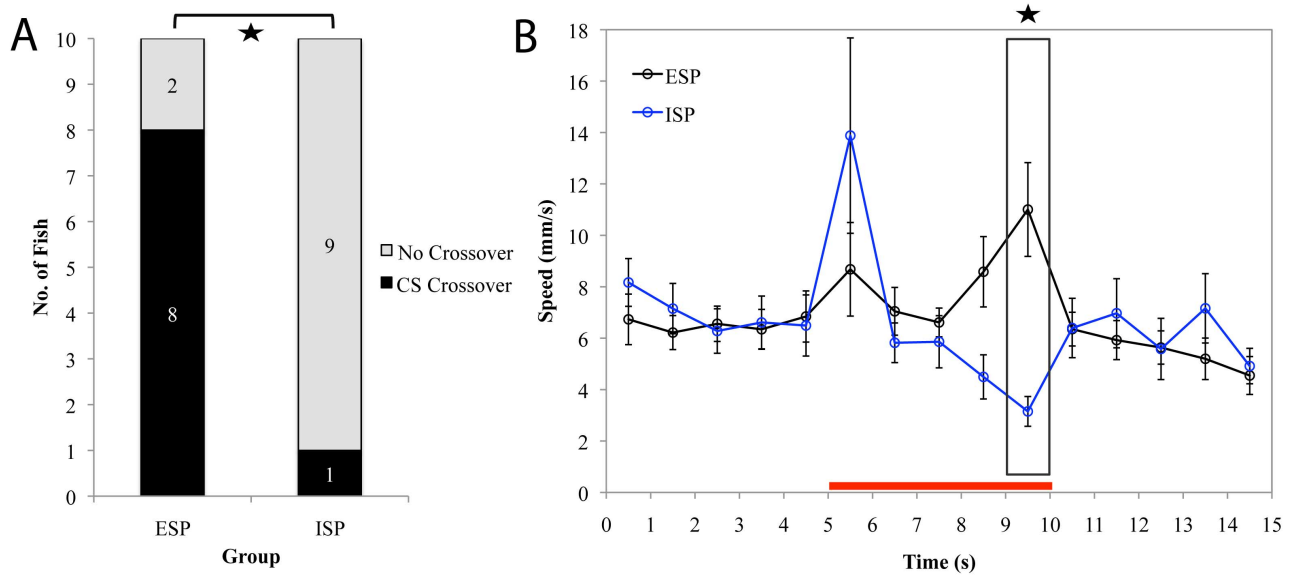 A
10
9
8
7
6
5
4
3
2
1
0
No. of Fish
2
8
9
1
ESP
ISP
Group
No Crossover
CS Crossover
B
18
16
14
12
10
8
6
4
2
0
Speed (mm/s)
ESP
ISP
0 1 2 3 4 5 6 7 8 9 10 11 12 13 14 15
Time (s)